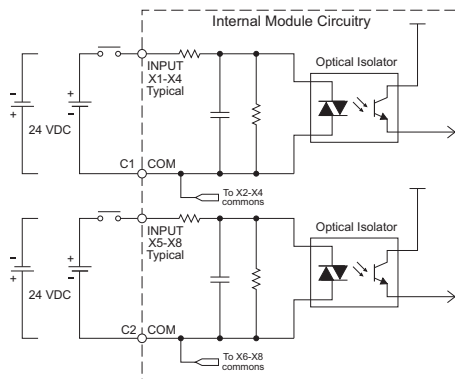 Internal Module Circuitry
INPUT
X1-X4
Typical
Optical Isolator
-
+
+
-
24 VDC
C1
COM
To X2-X4
commons
INPUT
X5-X8
Typical
Optical Isolator
-
+
+
-
24 VDC
C2
COM
To X6-X8
commons